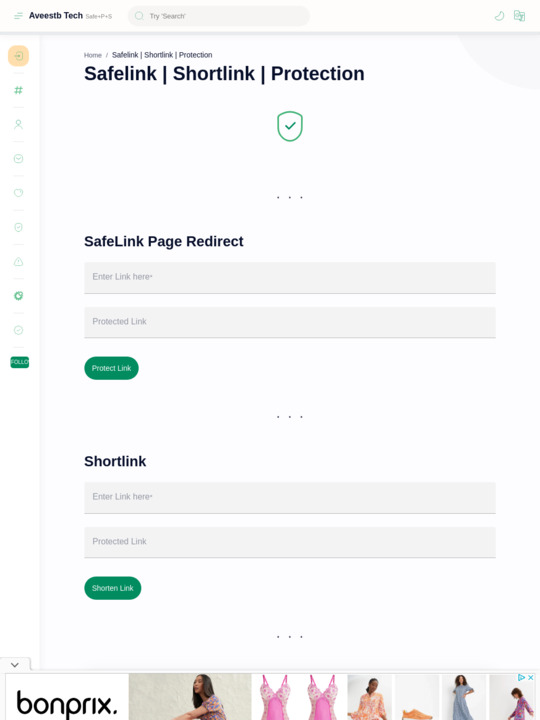 Aveestb Tech Safe+P+S
Try 'Search'
Home / Safelink | Shortlink | Protection
Safelink | Shortlink | Protection
. . .
SafeLink Page Redirect
Enter Link here*
Protected Link
Protect Link
FOLLO
. . .
Shortlink
Enter Link here*
Protected Link
Shorten Link
. . .
bonprix.